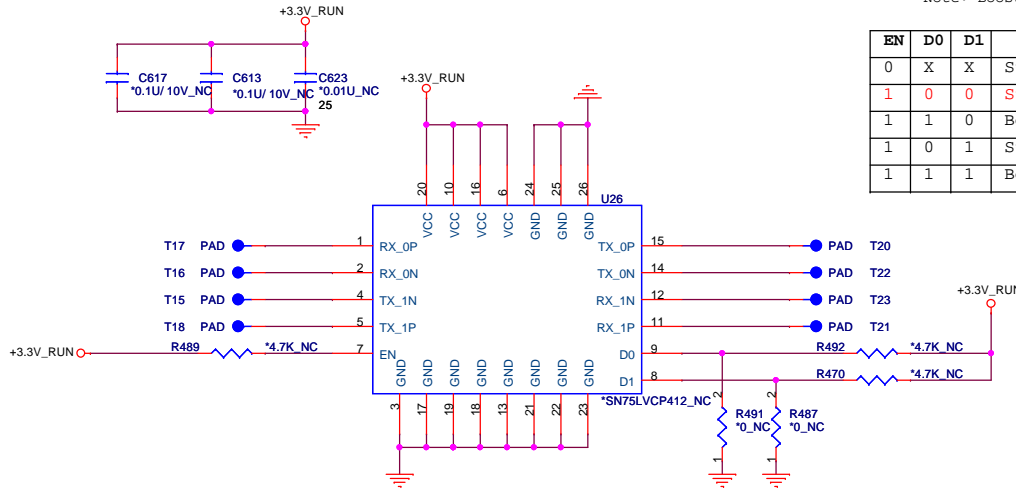 +3.3V_RUN
EN D0 D1
0 X X S
1 0 0 S
1 1 0 B
1 0 1 S
1 1 1 B
C617
*0.1U/ 10V_NC
C613
*0.1U/ 10V_NC
C623
*0.01U_NC
25
+3.3V_RUN
20 10 16 6 24 25 26
U26
VCC VCC VCC VCC GND GND GND
T17 PAD 1 RX_0P
T16 PAD 2 RX_0N
T15 PAD 4 TX_1N
T18 PAD 5 TX_1P
+3.3V_RUN R489 *4.7K_NC 7 EN
TX_0P 15 PAD T20
TX_0N 14 PAD T22
RX_1N 12 PAD T23
RX_1P 11 PAD T21
+3.3V_RUN
D0 9 R492 *4.7K_NC
D1 8 R470 *4.7K_NC
GND GND GND GND GND GND GND GND
3 17 19 18 13 21 22 23
*SN75LVCP412_NC
2 R491 *0_NC 1
2 R487 *0_NC 1